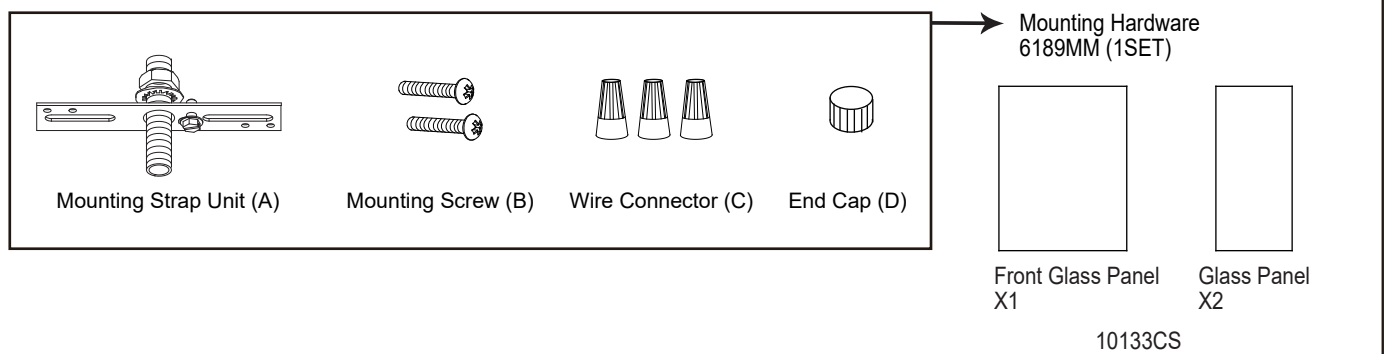 Mounting Hardware
6189MM (1SET)
Mounting Strap Unit (A)
Mounting Screw (B)
Wire Connector (C)
End Cap (D)
Front Glass Panel
X1
Glass Panel
X2
10133CS